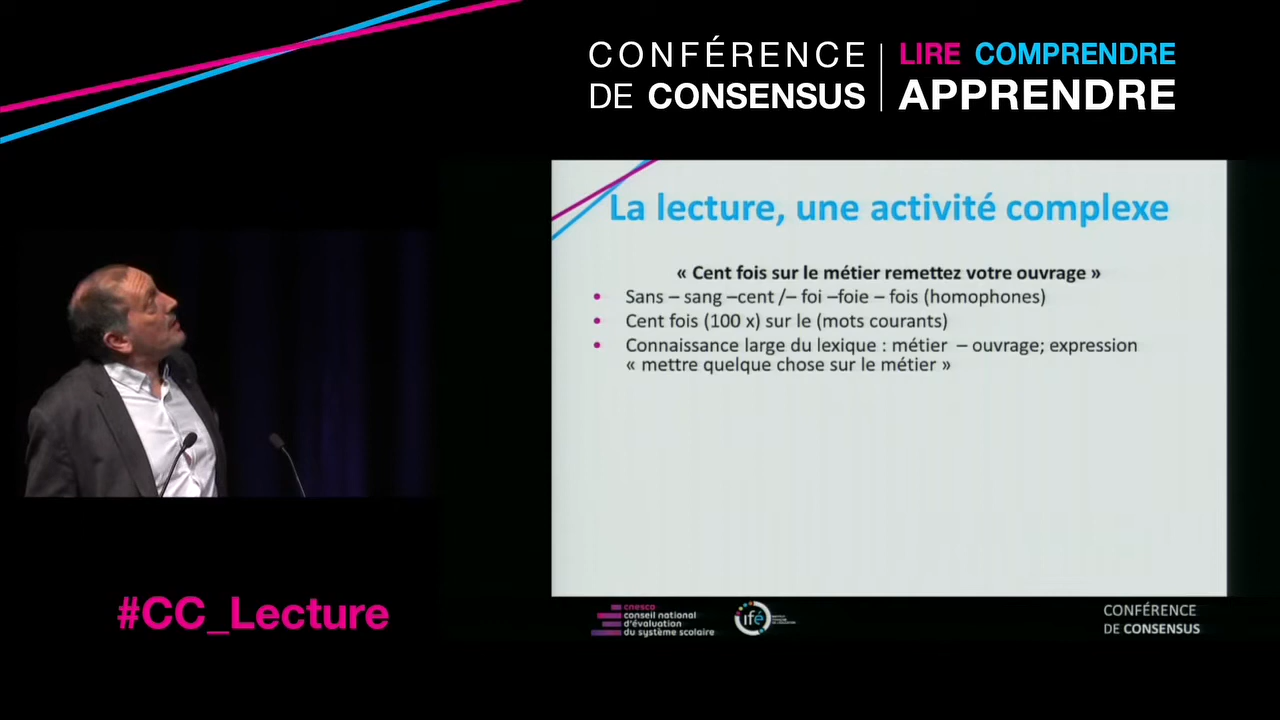 CONFÉRENCE
DE CONSENSUS
LIRE COMPRENDRE
APPRENDRE
La lecture, une activité complexe
« Cent fois sur le métier remettez votre ouvrage »
• Sans – sang –cent /– foi –foie – fois (homophones)
• Cent fois (100 x) sur le (mots courants)
• Connaissance large du lexique : métier – ouvrage; expression
« mettre quelque chose sur le métier »
#CC_Lecture
cnesco
conseil national
d'évaluation
du système scolaire
ifé
CONFÉRENCE
DE CONSENSUS